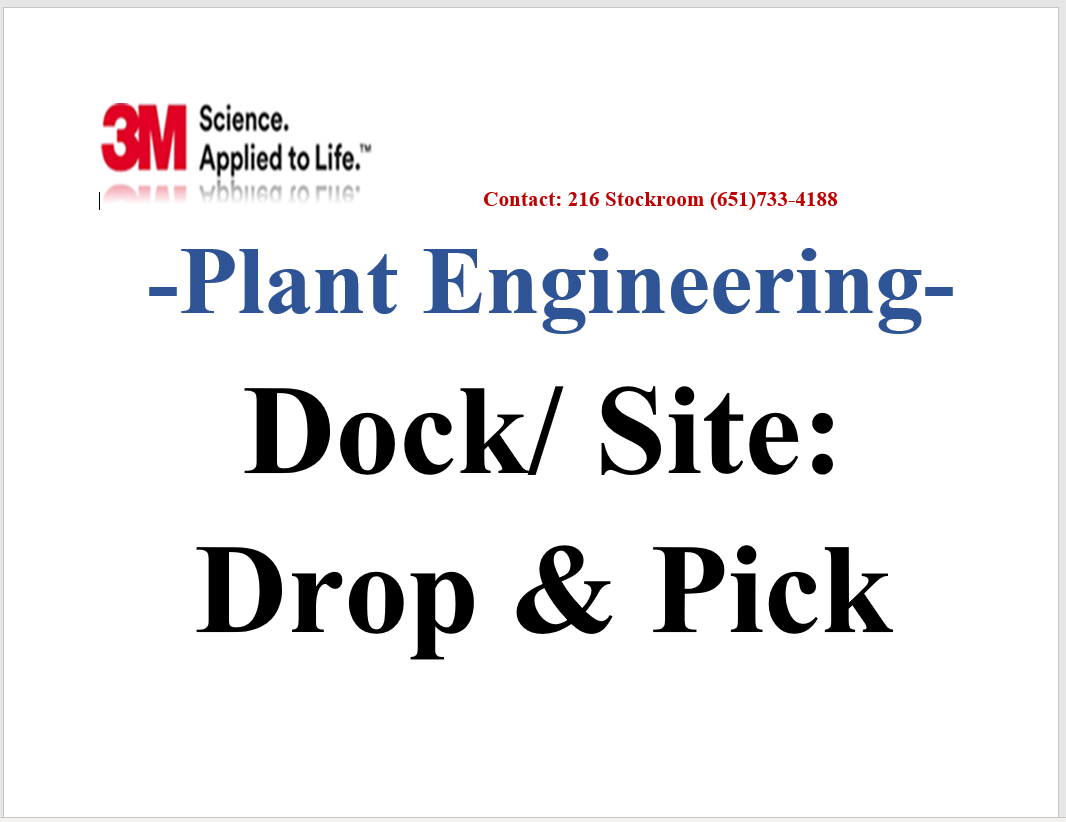 3M Science.
Applied to Life.™
Contact: 216 Stockroom (651)733-4188
-Plant Engineering-
Dock/ Site:
Drop & Pick